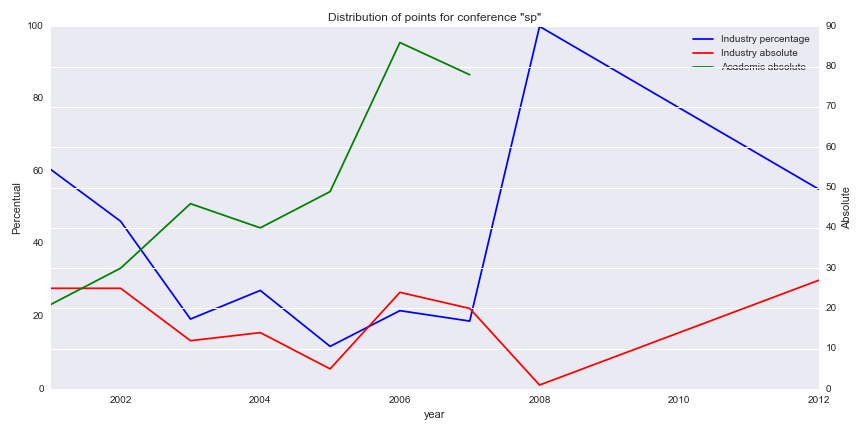 Distribution of points for conference "sp"
100
80
60
40
20
0
Percentual
90
80
70
60
50
40
30
20
10
0
Absolute
Industry percentage
Industry absolute
Academic absolute
2002 2004 2006 2008 2010 2012
year